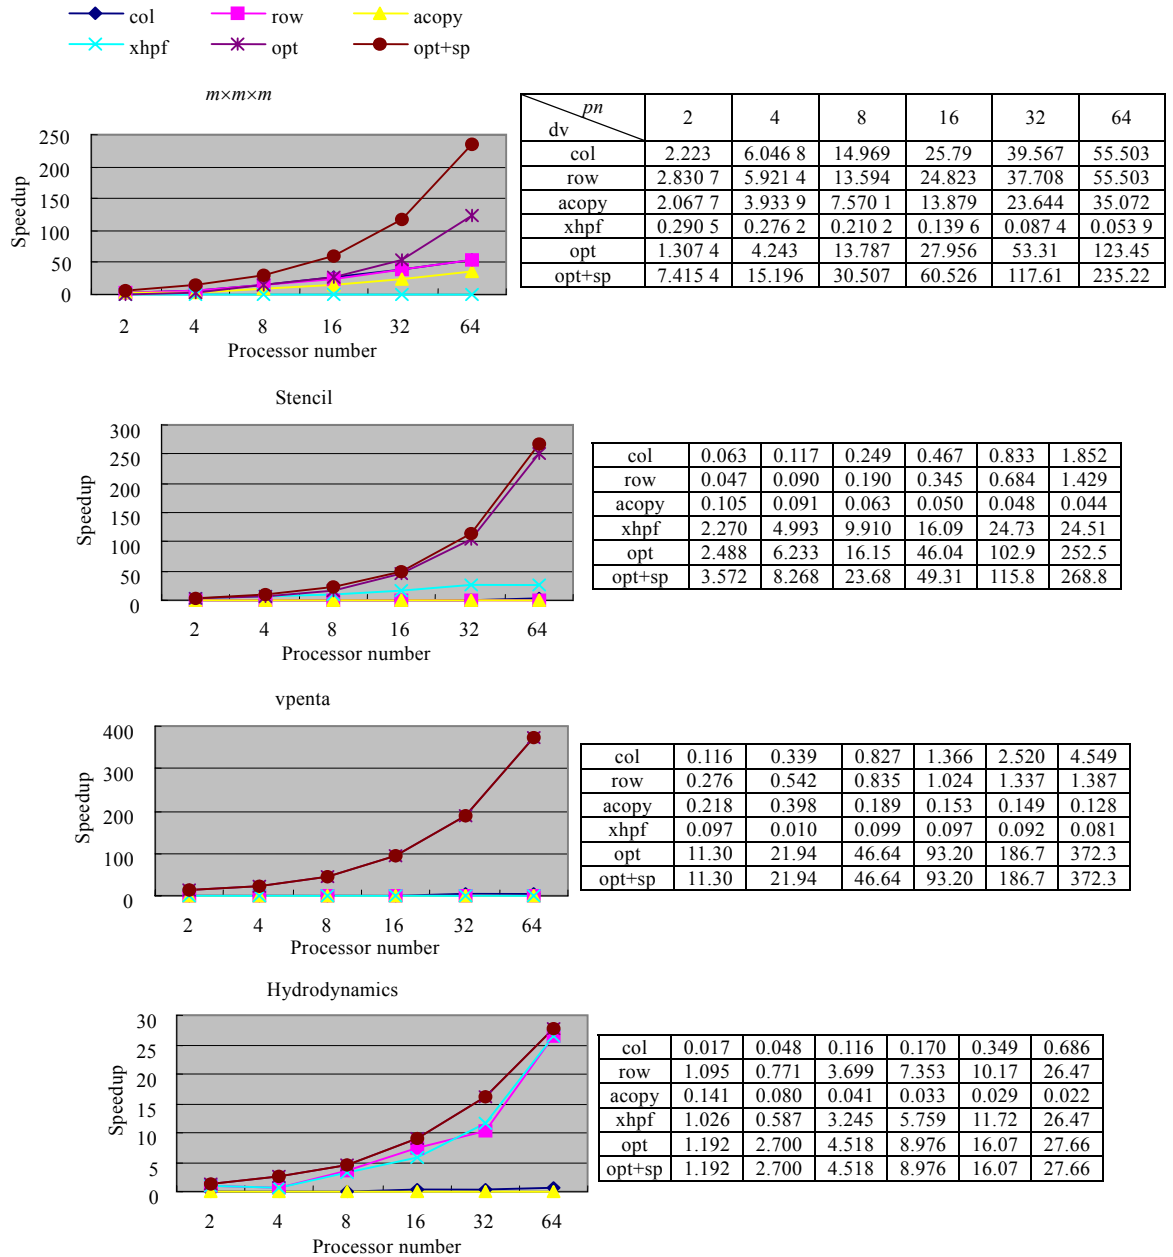 col row acopy
xhpf opt opt+sp
m×m×m
250
200
150
100
50
0
Speedup
2 4 8 16 32 64
Processor number
pn
dv
2 4 8 16 32 64
col 2.223 6.046 8 14.969 25.79 39.567 55.503
row 2.830 7 5.921 4 13.594 24.823 37.708 55.503
acopy 2.067 7 3.933 9 7.570 1 13.879 23.644 35.072
xhpf 0.290 5 0.276 2 0.210 2 0.139 6 0.087 4 0.053 9
opt 1.307 4 4.243 13.787 27.956 53.31 123.45
opt+sp 7.415 4 15.196 30.507 60.526 117.61 235.22
Stencil
300
250
200
150
100
50
0
Speedup
2 4 8 16 32 64
Processor number
col 0.063 0.117 0.249 0.467 0.833 1.852
row 0.047 0.090 0.190 0.345 0.684 1.429
acopy 0.105 0.091 0.063 0.050 0.048 0.044
xhpf 2.270 4.993 9.910 16.09 24.73 24.51
opt 2.488 6.233 16.15 46.04 102.9 252.5
opt+sp 3.572 8.268 23.68 49.31 115.8 268.8
vpenta
400
300
200
100
0
Speedup
2 4 8 16 32 64
Processor number
col 0.116 0.339 0.827 1.366 2.520 4.549
row 0.276 0.542 0.835 1.024 1.337 1.387
acopy 0.218 0.398 0.189 0.153 0.149 0.128
xhpf 0.097 0.010 0.099 0.097 0.092 0.081
opt 11.30 21.94 46.64 93.20 186.7 372.3
opt+sp 11.30 21.94 46.64 93.20 186.7 372.3
Hydrodynamics
30
25
20
15
10
5
0
Speedup
2 4 8 16 32 64
Processor number
col 0.017 0.048 0.116 0.170 0.349 0.686
row 1.095 0.771 3.699 7.353 10.17 26.47
acopy 0.141 0.080 0.041 0.033 0.029 0.022
xhpf 1.026 0.587 3.245 5.759 11.72 26.47
opt 1.192 2.700 4.518 8.976 16.07 27.66
opt+sp 1.192 2.700 4.518 8.976 16.07 27.66